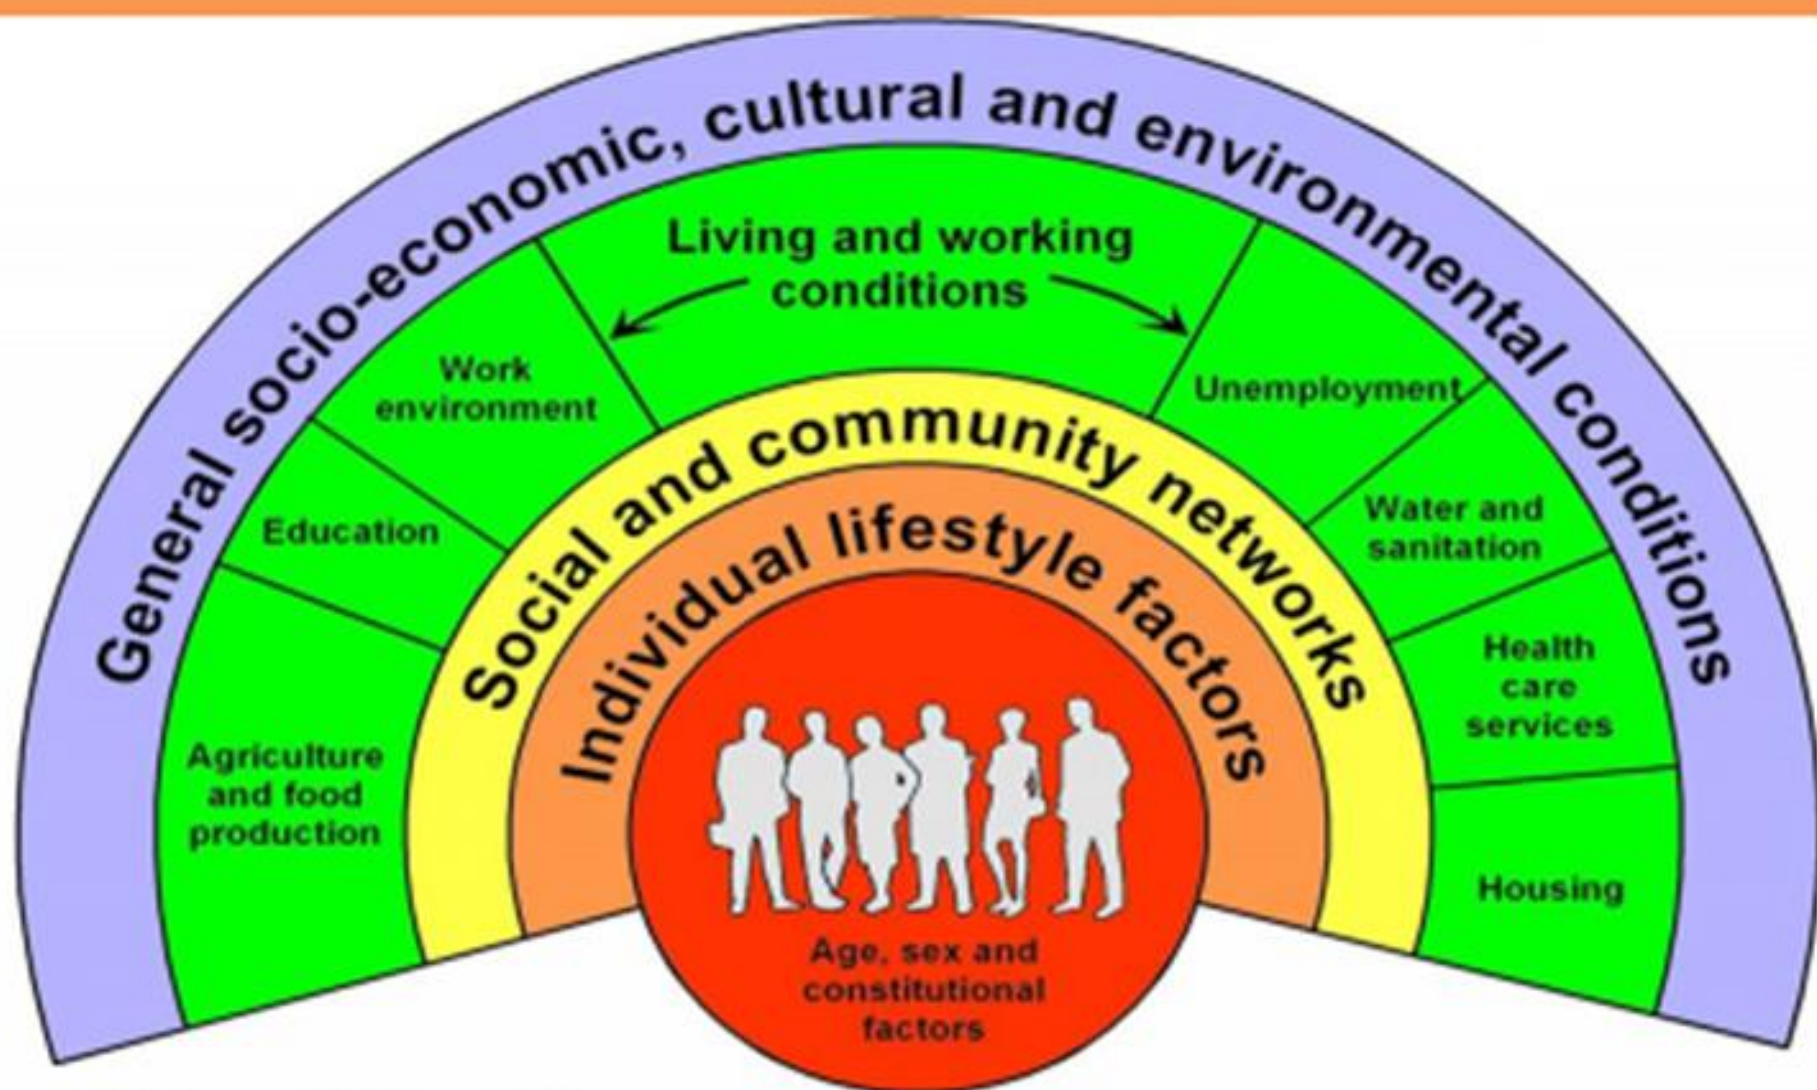 General socio-economic, cultural and environmental conditions
Living and working
conditions
Work
environment
Unemployment
Education
Water and
sanitation
Agriculture
and food
production
Health
care
services
Housing
Social and community networks
Individual lifestyle factors
Age, sex and
constitutional
factors